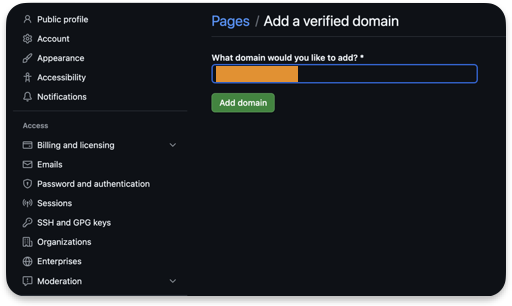 Public profile
Account
Appearance
Accessibility
Notifications
Access
Billing and licensing
Emails
Password and authentication
Sessions
SSH and GPG keys
Organizations
Enterprises
Moderation
Pages / Add a verified domain
What domain would you like to add? *
Add domain